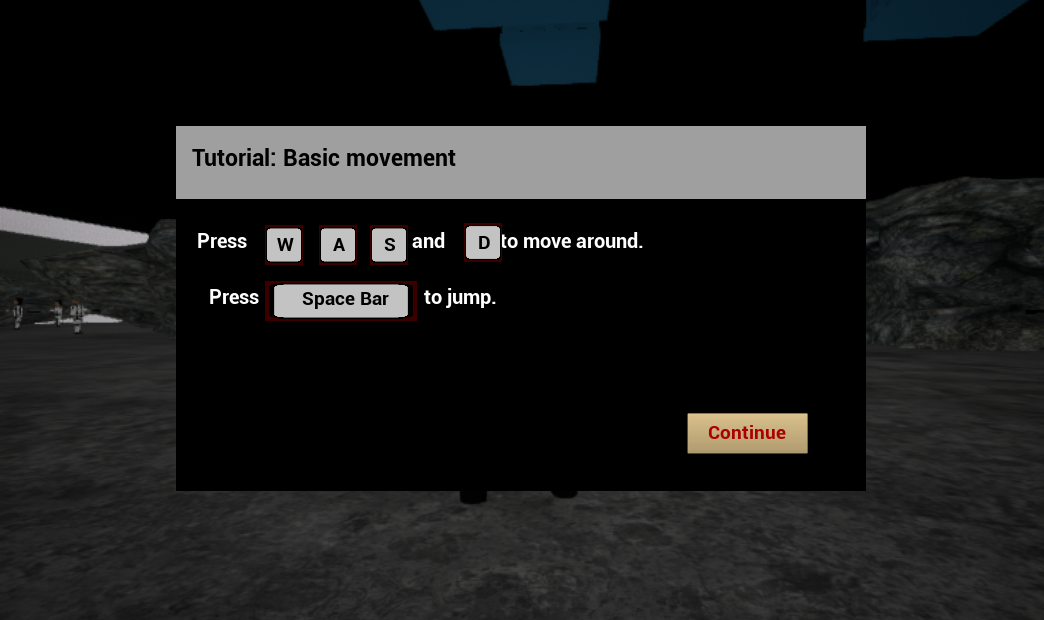 Tutorial: Basic movement
Press W A S and D to move around.
Press Space Bar to jump.
Continue